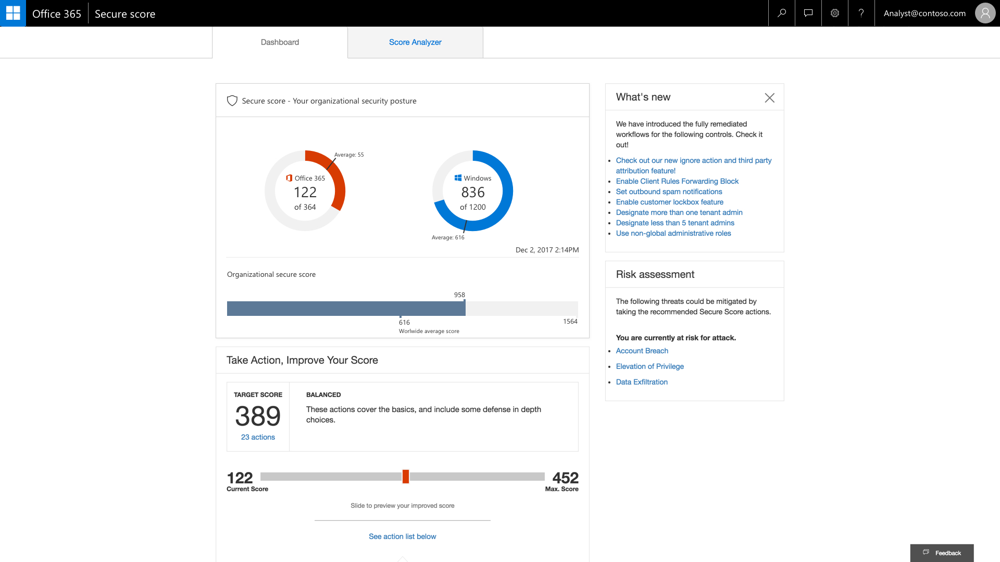 Office 365
Secure score
?
Analyst@contoso.com
Dashboard
Score Analyzer
Secure score - Your organizational security posture
Average: 55
Office 365
122
of 364
Windows
836
of 1200
Average: 616
Dec 2, 2017 2:14PM
Organizational secure score
958
616
1564
Worlwide average score
Take Action, Improve Your Score
TARGET SCORE
389
23 actions
BALANCED
These actions cover the basics, and include some defense in depth
choices.
122
Current Score
452
Max. Score
Slide to preview your improved score
See action list below
What's new
We have introduced the fully remediated
workflows for the following controls. Check it
out!
• Check out our new ignore action and third party
attribution feature!
• Enable Client Rules Forwarding Block
• Set outbound spam notifications
• Enable customer lockbox feature
• Designate more than one tenant admin
• Designate less than 5 tenant admins
• Use non-global administrative roles
Risk assessment
The following threats could be mitigated by
taking the recommended Secure Score actions.
You are currently at risk for attack.
• Account Breach
• Elevation of Privilege
• Data Exfiltration
Feedback